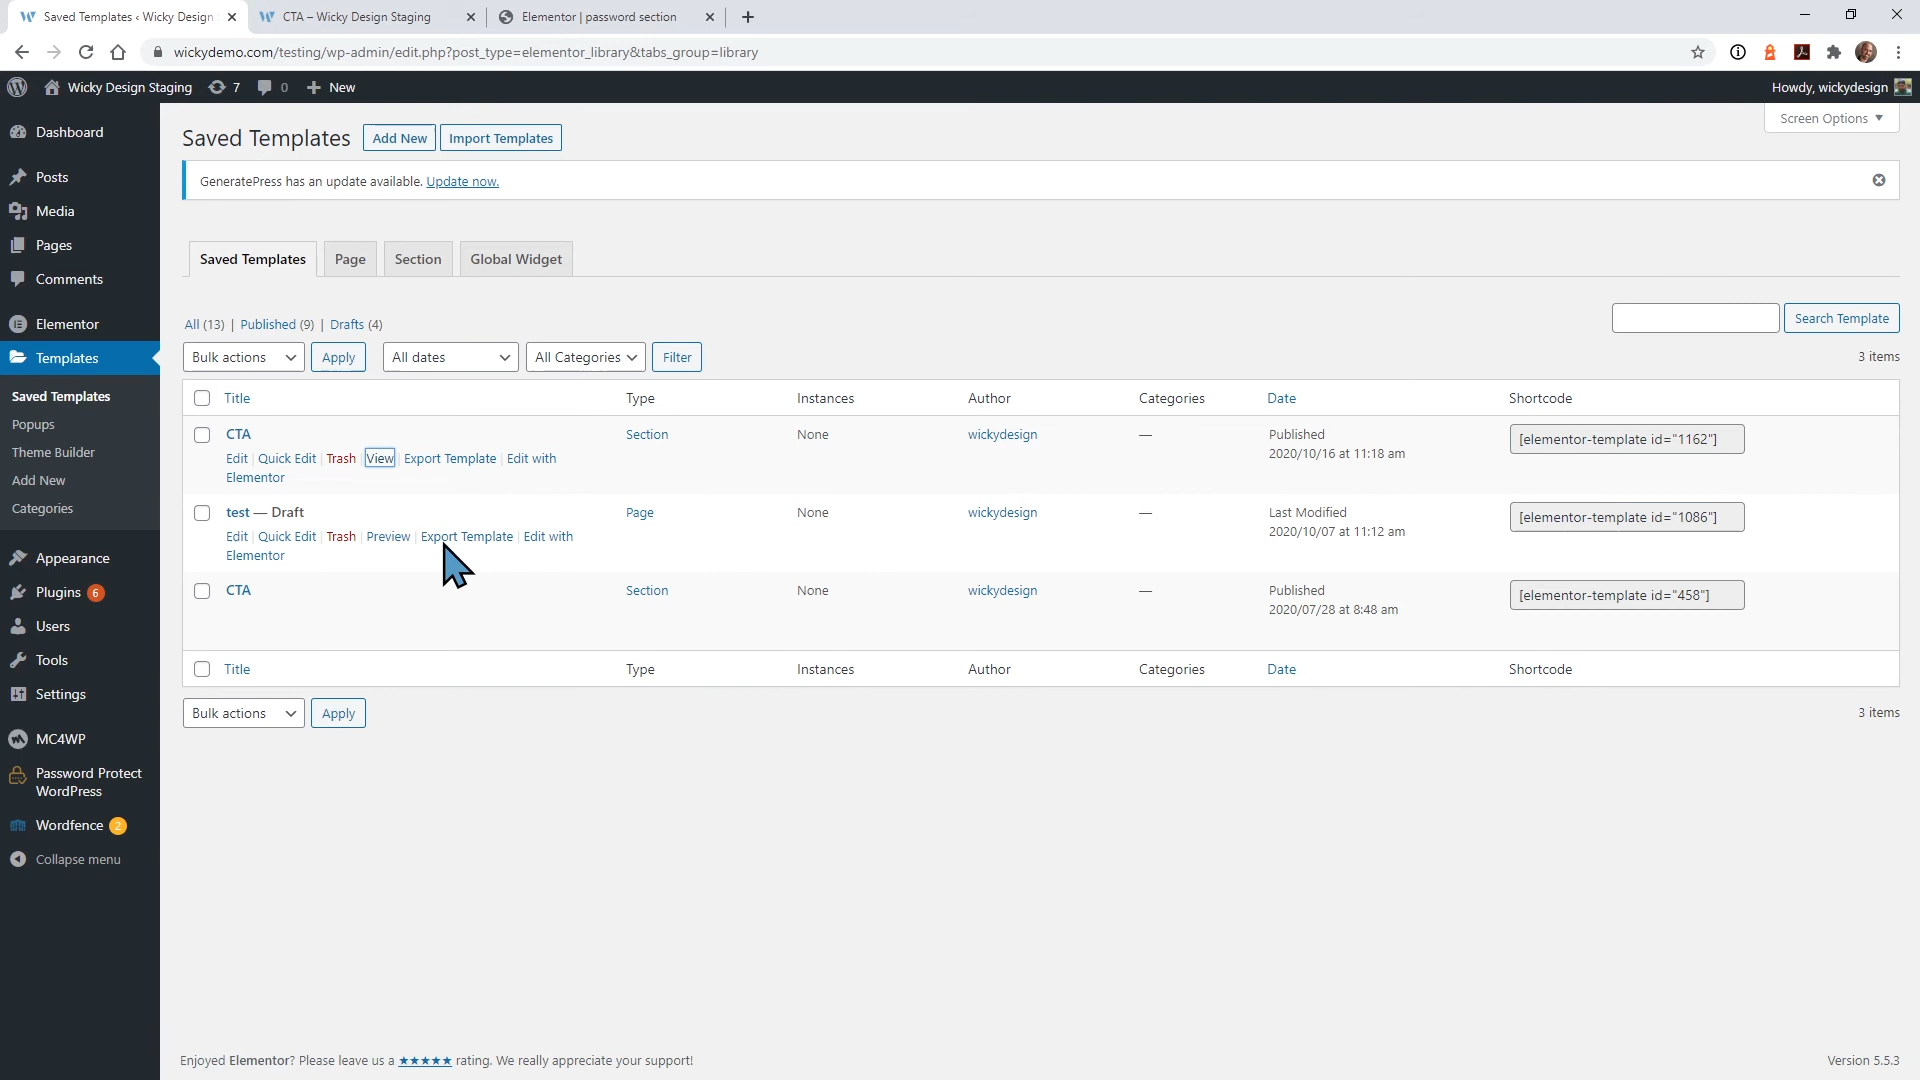 Saved Templates ‹ Wicky Design
CTA – Wicky Design Staging
Elementor | password section
wickydemo.com/testing/wp-admin/edit.php?post_type=elementor_library&tabs_group=library
Wicky Design Staging 7 0 New
Howdy, wickydesign
Screen Options
Dashboard
Posts
Media
Pages
Comments
Elementor
Templates
Saved Templates
Popups
Theme Builder
Add New
Categories
Appearance
Plugins 6
Users
Tools
Settings
MC4WP
Password Protect
WordPress
Wordfence 2
Collapse menu
Saved Templates Add New Import Templates
GeneratePress has an update available. Update now.
Saved Templates Page Section Global Widget
All (13) | Published (9) | Drafts (4)
Search Template
Bulk actions Apply All dates All Categories Filter
3 items
Title Type Instances Author Categories Date Shortcode
CTA Section None wickydesign — Published [elementor-template id="1162"]
2020/10/16 at 11:18 am
Edit | Quick Edit | Trash | View | Export Template | Edit with
Elementor
test — Draft Page None wickydesign — Last Modified [elementor-template id="1086"]
2020/10/07 at 11:12 am
Edit | Quick Edit | Trash | Preview | Export Template | Edit with
Elementor
CTA Section None wickydesign — Published [elementor-template id="458"]
2020/07/28 at 8:48 am
Title Type Instances Author Categories Date Shortcode
Bulk actions Apply
3 items
Enjoyed Elementor? Please leave us a ★★★★★ rating. We really appreciate your support!
Version 5.5.3